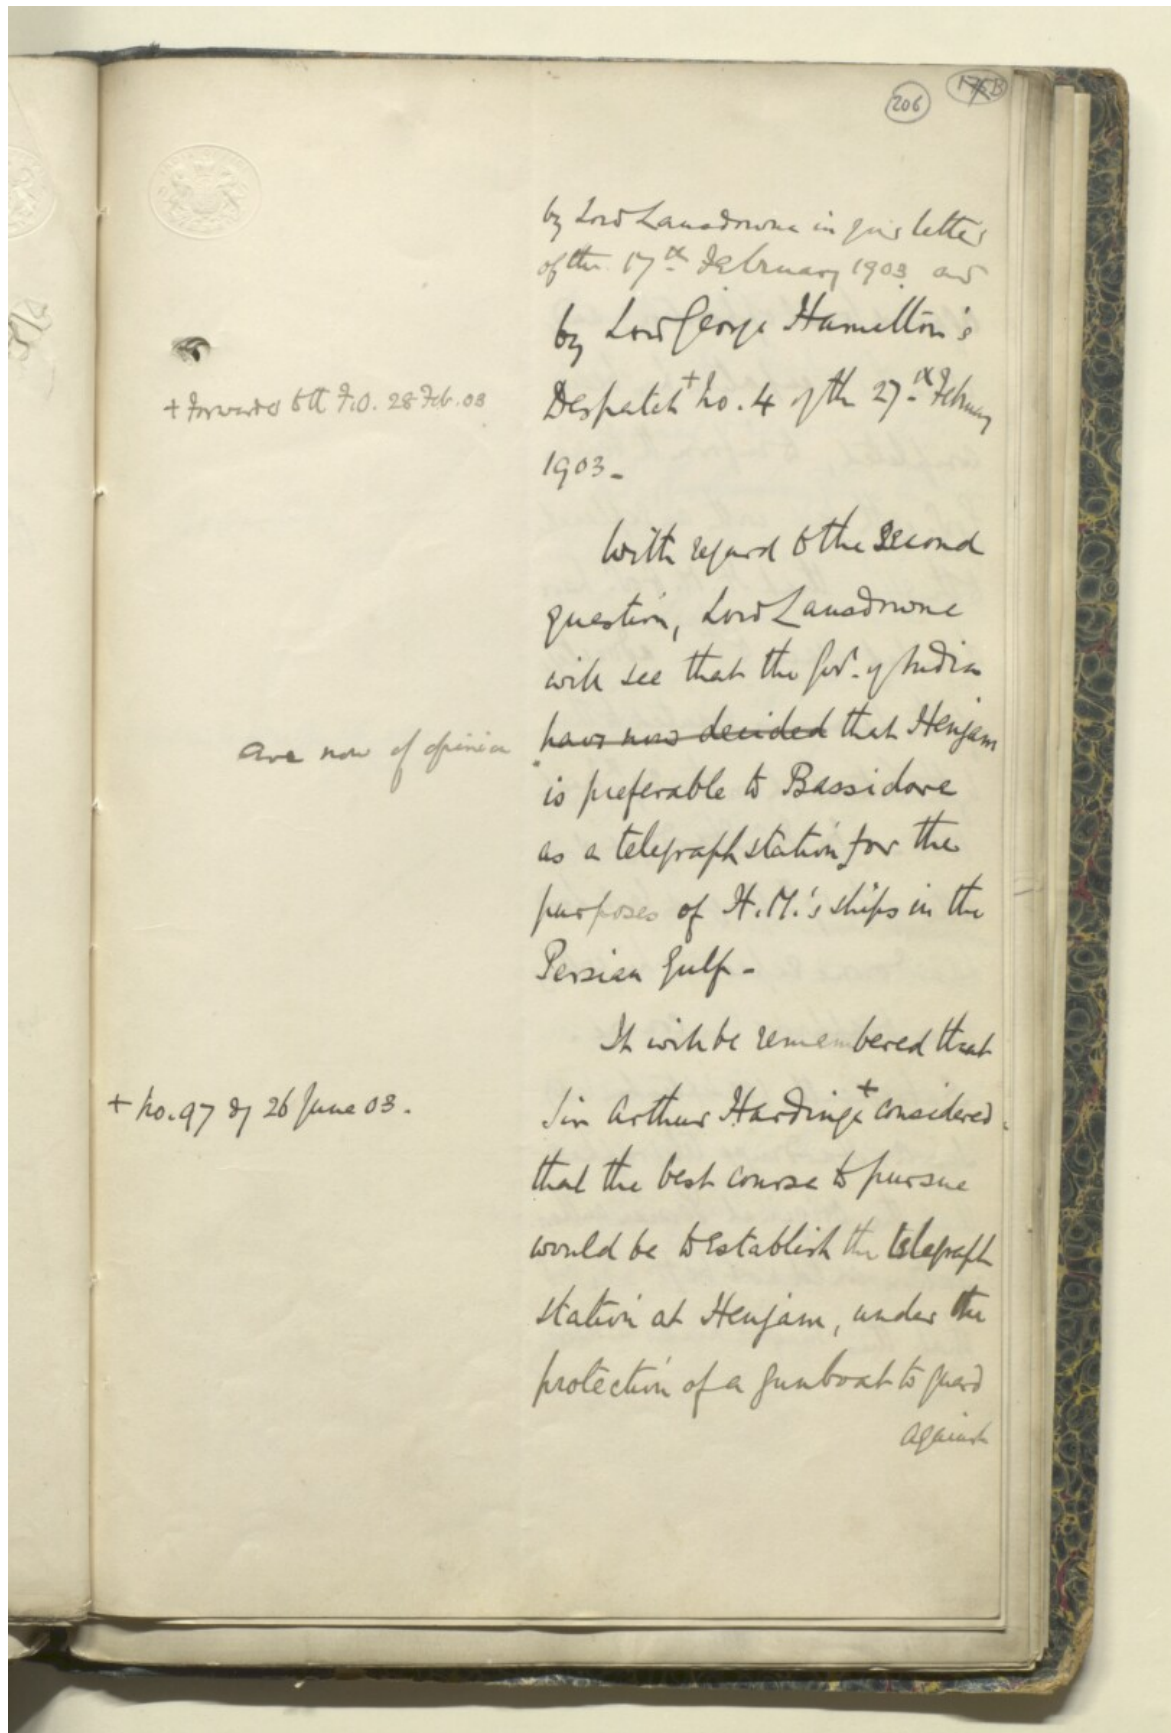 206
by Lord Lansdowne in your letter
of the 17th February 1903 and
by Lord George Hamilton's
+ Forwarded to the F.O. 28 Feb. 03
Despatch + No. 4 of the 27th February
1903 -
With regard to the second
question, Lord Lansdowne
will see that the Govt. of India
are now of opinion
have now decided that Henjam
is preferable to Bassidore
as a telegraph station for the
purposes of H.M.'s ships in the
Persian Gulf -
It will be remembered that
+ No. 97 of 26 June 03.
Sir Arthur Hardinge + considered
that the best course to pursue
would be to establish the telegraph
station at Henjam, under the
protection of a gunboat to guard
against